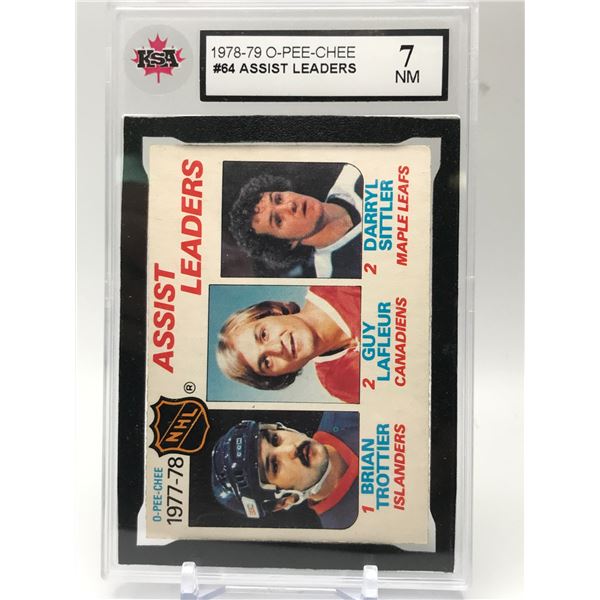 KSA
1978-79 O-PEE-CHEE
#64 ASSIST LEADERS
7
NM
O-PEE-CHEE
1977-78
NHL
®
ASSIST
LEADERS
1 BRIAN
TROTTIER
ISLANDERS
2 GUY
LAFLEUR
CANADIENS
2 DARRYL
SITTLER
MAPLE LEAFS